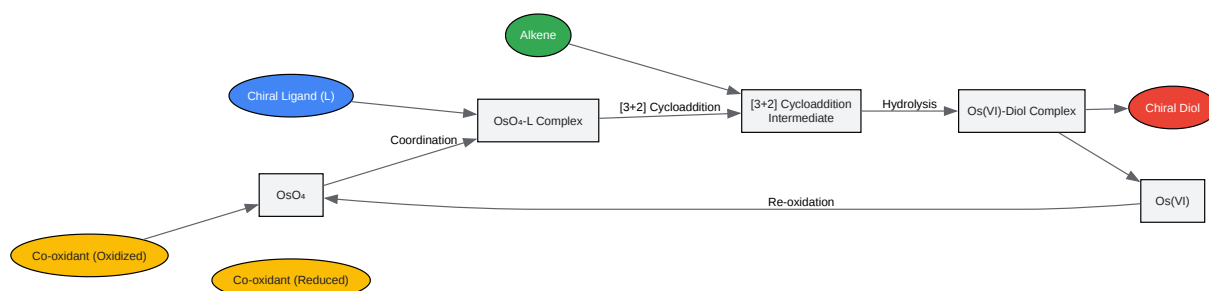 Alkene
Chiral Ligand (L)
[3+2] Cycloaddition
[3+2] Cycloaddition
Intermediate
Hydrolysis
Os(VI)-Diol Complex
Chiral Diol
OsO₄-L Complex
Coordination
OsO₄
Re-oxidation
Os(VI)
Co-oxidant (Oxidized)
Co-oxidant (Reduced)